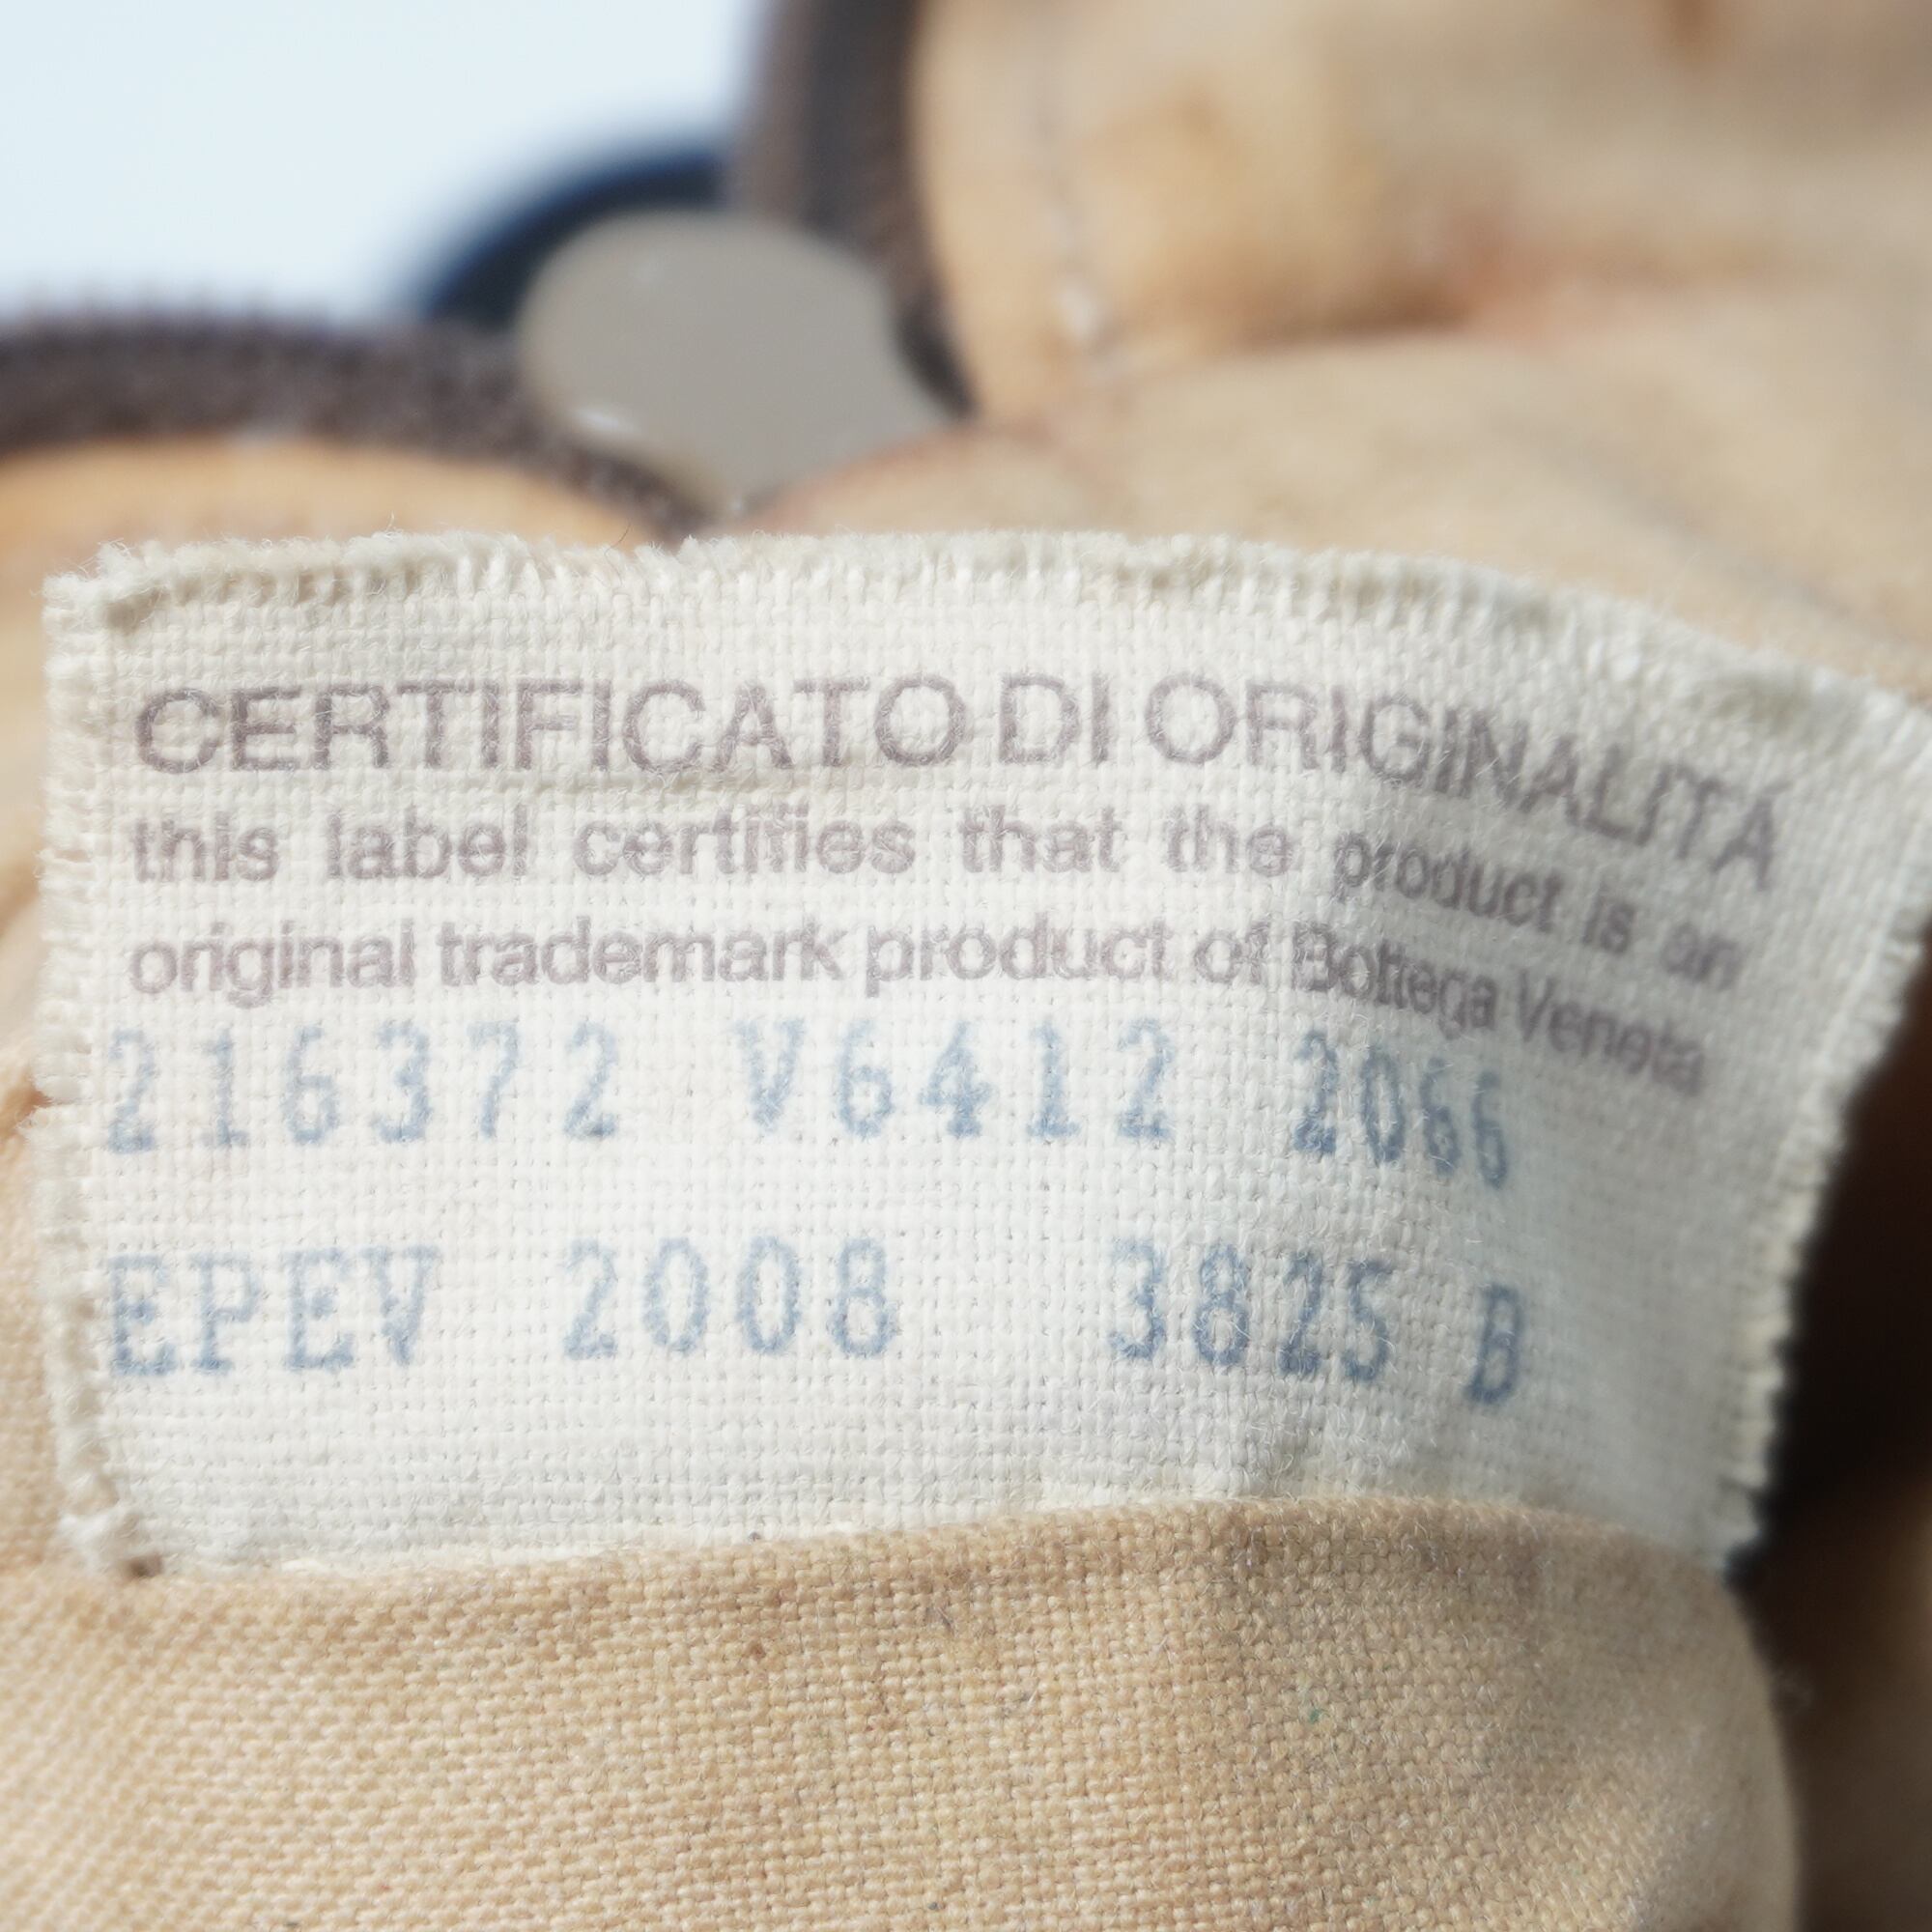 CERTIFICATO DI ORIGINALITÁ
this label certifies that the product is an
original trademark product of Bottega Veneta
216372 V6412 2066
EPEV 2008 3825 B